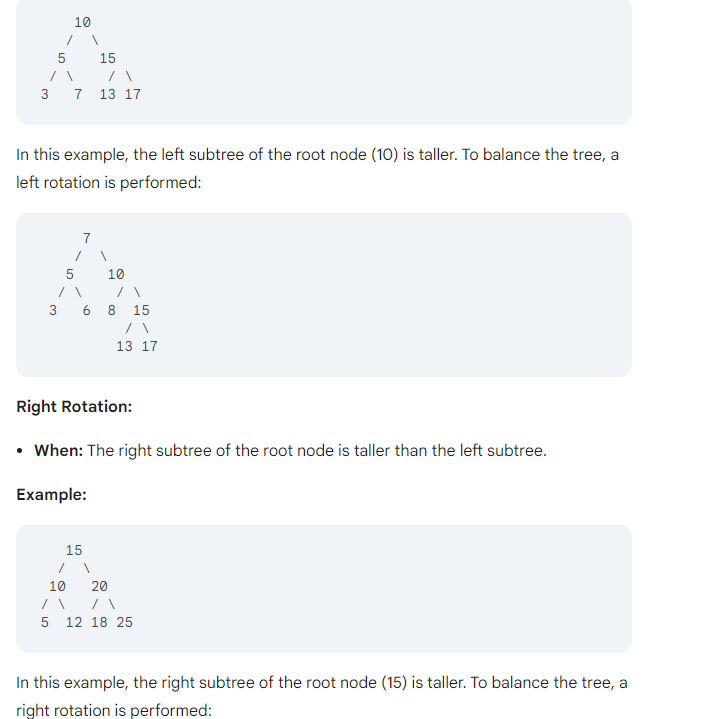 10
/ \
5 15
/ \ / \
3 7 13 17
In this example, the left subtree of the root node (10) is taller. To balance the tree, a
left rotation is performed:
7
/ \
5 10
/ \ / \
3 6 8 15
/ \
13 17
Right Rotation:
• When: The right subtree of the root node is taller than the left subtree.
Example:
15
/ \
10 20
/ \ / \
5 12 18 25
In this example, the right subtree of the root node (15) is taller. To balance the tree, a
right rotation is performed: